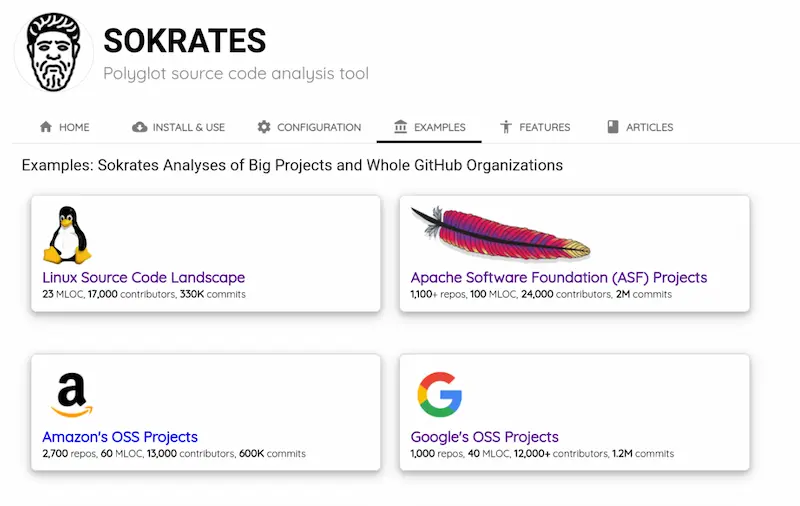 SOKRATES
Polyglot source code analysis tool
HOME
INSTALL & USE
CONFIGURATION
EXAMPLES
FEATURES
ARTICLES
Examples: Sokrates Analyses of Big Projects and Whole GitHub Organizations
Linux Source Code Landscape
23 MLOC, 17,000 contributors, 330K commits
Apache Software Foundation (ASF) Projects
1,100+ repos, 100 MLOC, 24,000 contributors, 2M commits
a
Amazon's OSS Projects
2,700 repos, 60 MLOC, 13,000 contributors, 600K commits
G
Google's OSS Projects
1,000 repos, 40 MLOC, 12,000+ contributors, 1.2M commits